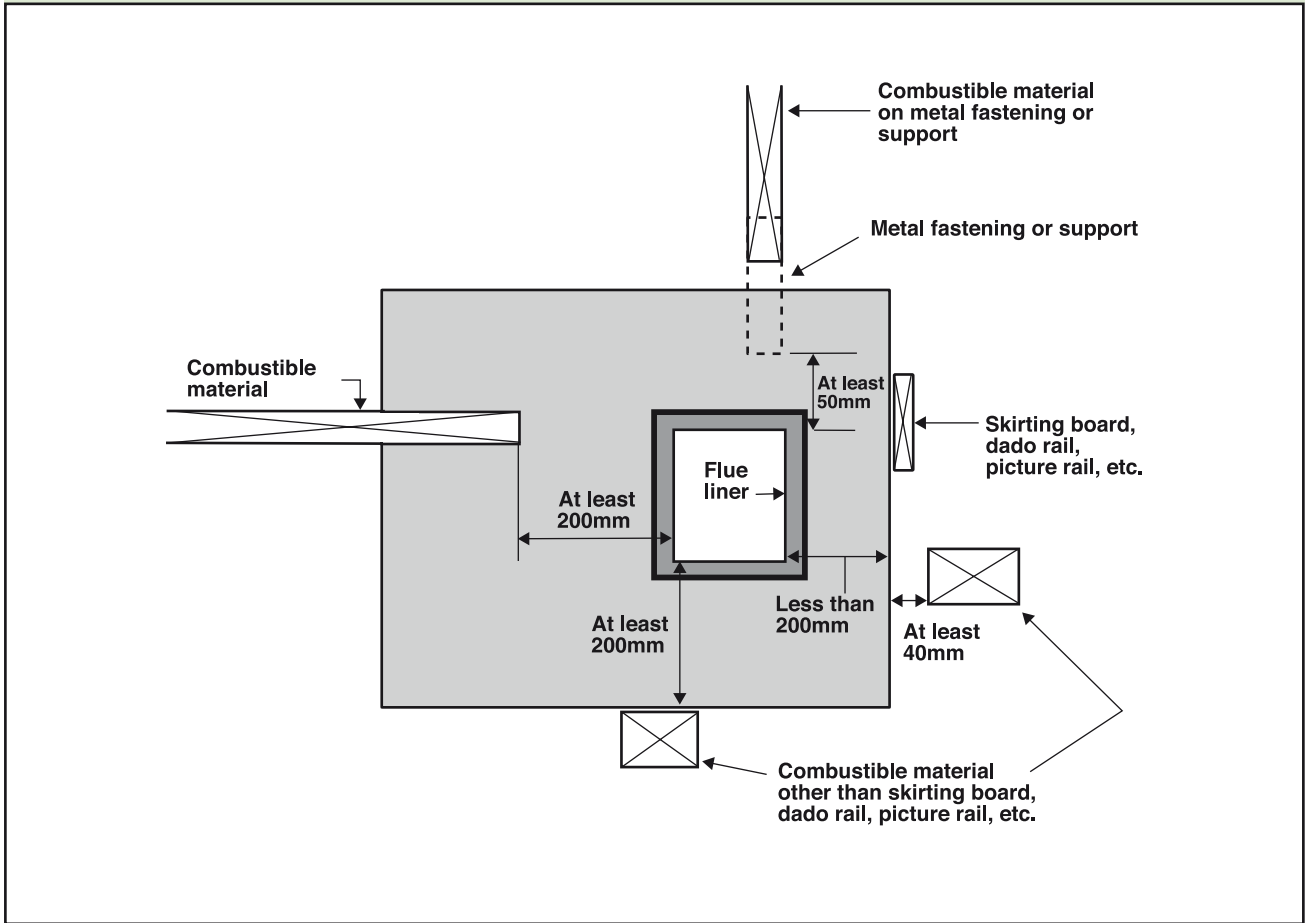 Combustible material
on metal fastening or
support
Metal fastening or support
Combustible
material
At least
50mm
Skirting board,
dado rail,
picture rail, etc.
Flue
liner
At least
200mm
At least
200mm
Less than
200mm
At least
40mm
Combustible material
other than skirting board,
dado rail, picture rail, etc.